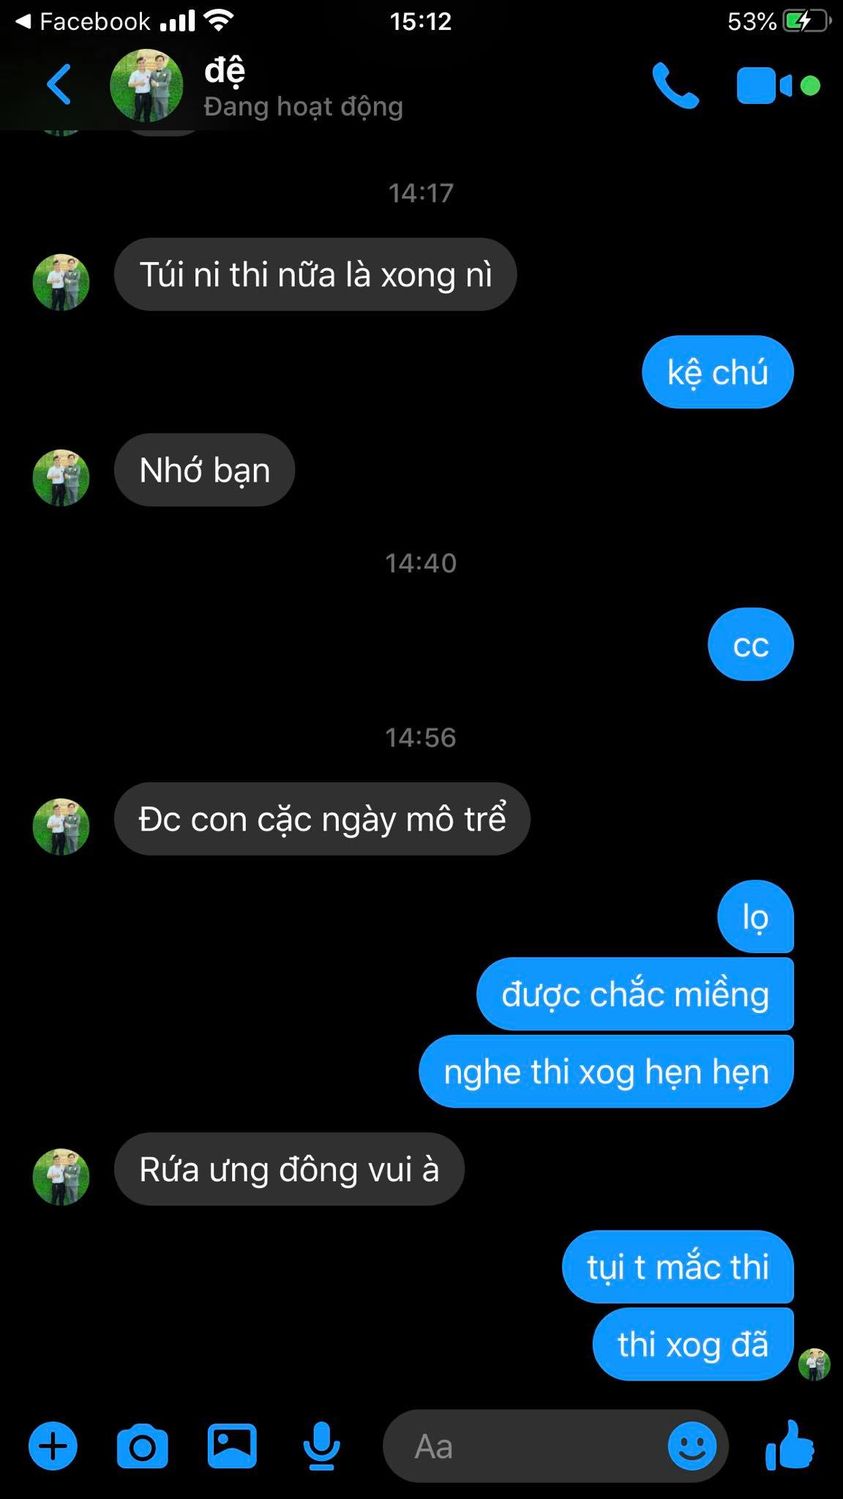 Facebook 15:12 53%
đệ
Đang hoạt động
14:17
Túi ni thi nữa là xong nì
kệ chú
Nhớ bạn
14:40
cc
14:56
Đc con cặc ngày mô trể
lọ
được chắc miềng
nghe thi xog hẹn hẹn
Rứa ưng đông vui à
tụi t mắc thi
thi xog đã
Aa